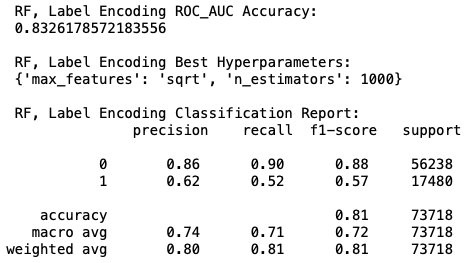 RF, Label Encoding ROC_AUC Accuracy:
0.8326178572183556
RF, Label Encoding Best Hyperparameters:
{'max_features': 'sqrt', 'n_estimators': 1000}
RF, Label Encoding Classification Report:
precision recall f1-score support
0 0.86 0.90 0.88 56238
1 0.62 0.52 0.57 17480
accuracy 0.81 73718
macro avg 0.74 0.71 0.72 73718
weighted avg 0.80 0.81 0.81 73718